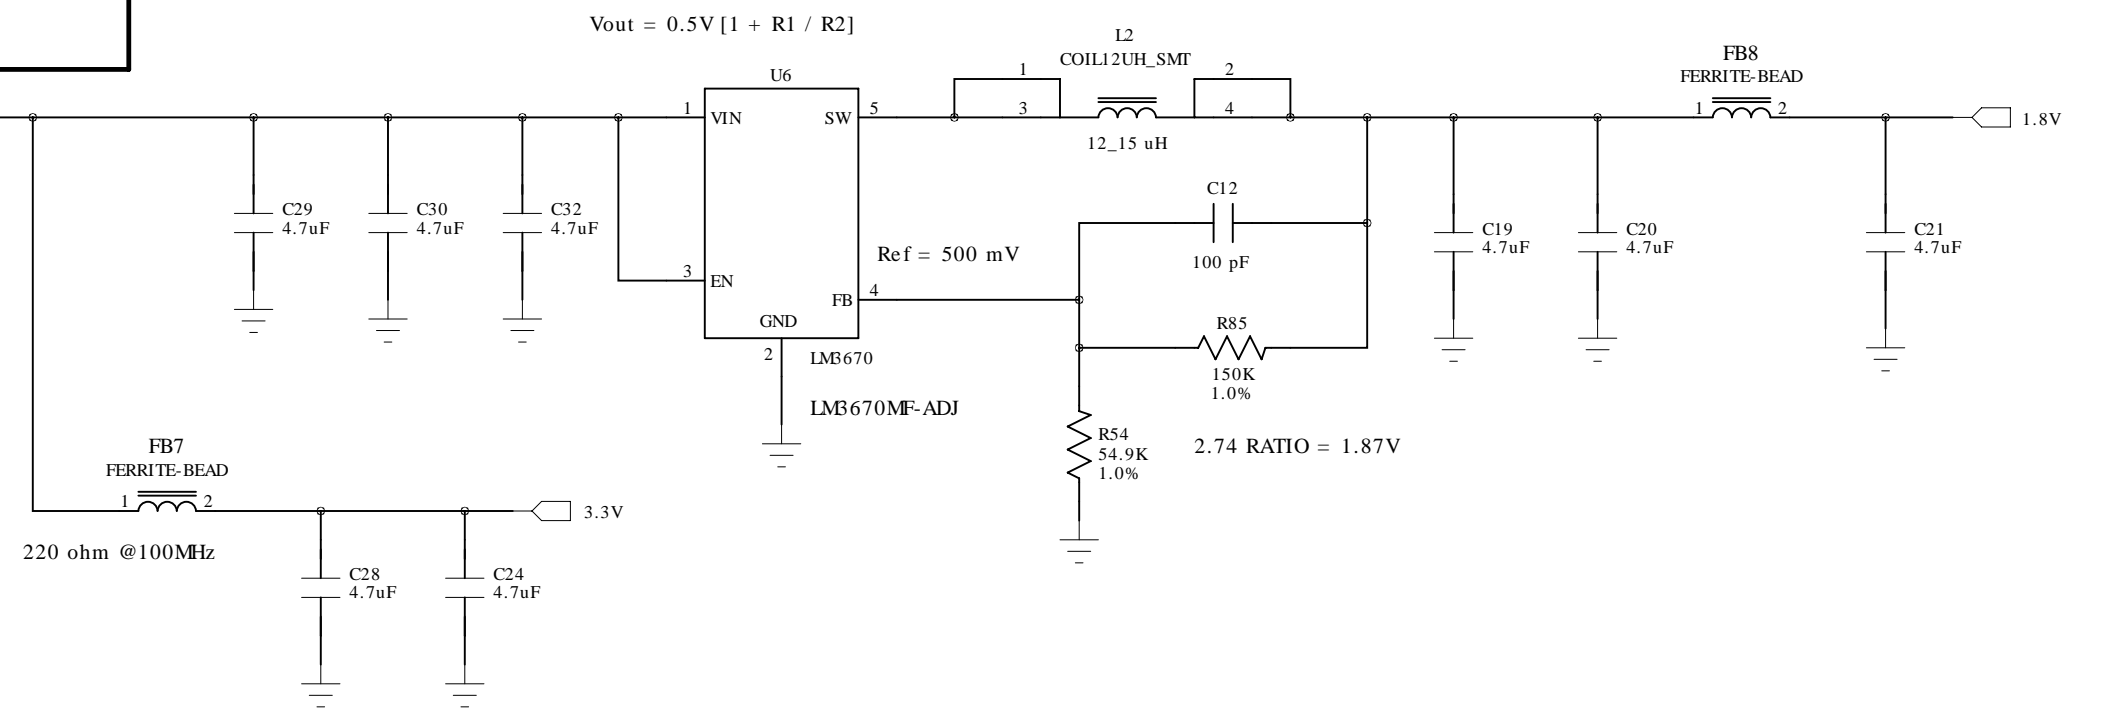 Vout = 0.5V [1 + R1 / R2]
L2
COIL12UH_SMT
FB8
FERRITE-BEAD
U6
1 2
1 VIN SW 5 3 4 1 2 1.8V
12_15 uH
C12
C29
4.7uF
C30
4.7uF
C32
4.7uF
C19
4.7uF
C20
4.7uF
C21
4.7uF
Ref = 500 mV
100 pF
3 EN
FB 4
GND
R85
2 LM3670
150K
1.0%
LM3670MF-ADJ
R54
54.9K
1.0%
2.74 RATIO = 1.87V
FB7
FERRITE-BEAD
1 2 3.3V
220 ohm @100MHz
C28
4.7uF
C24
4.7uF